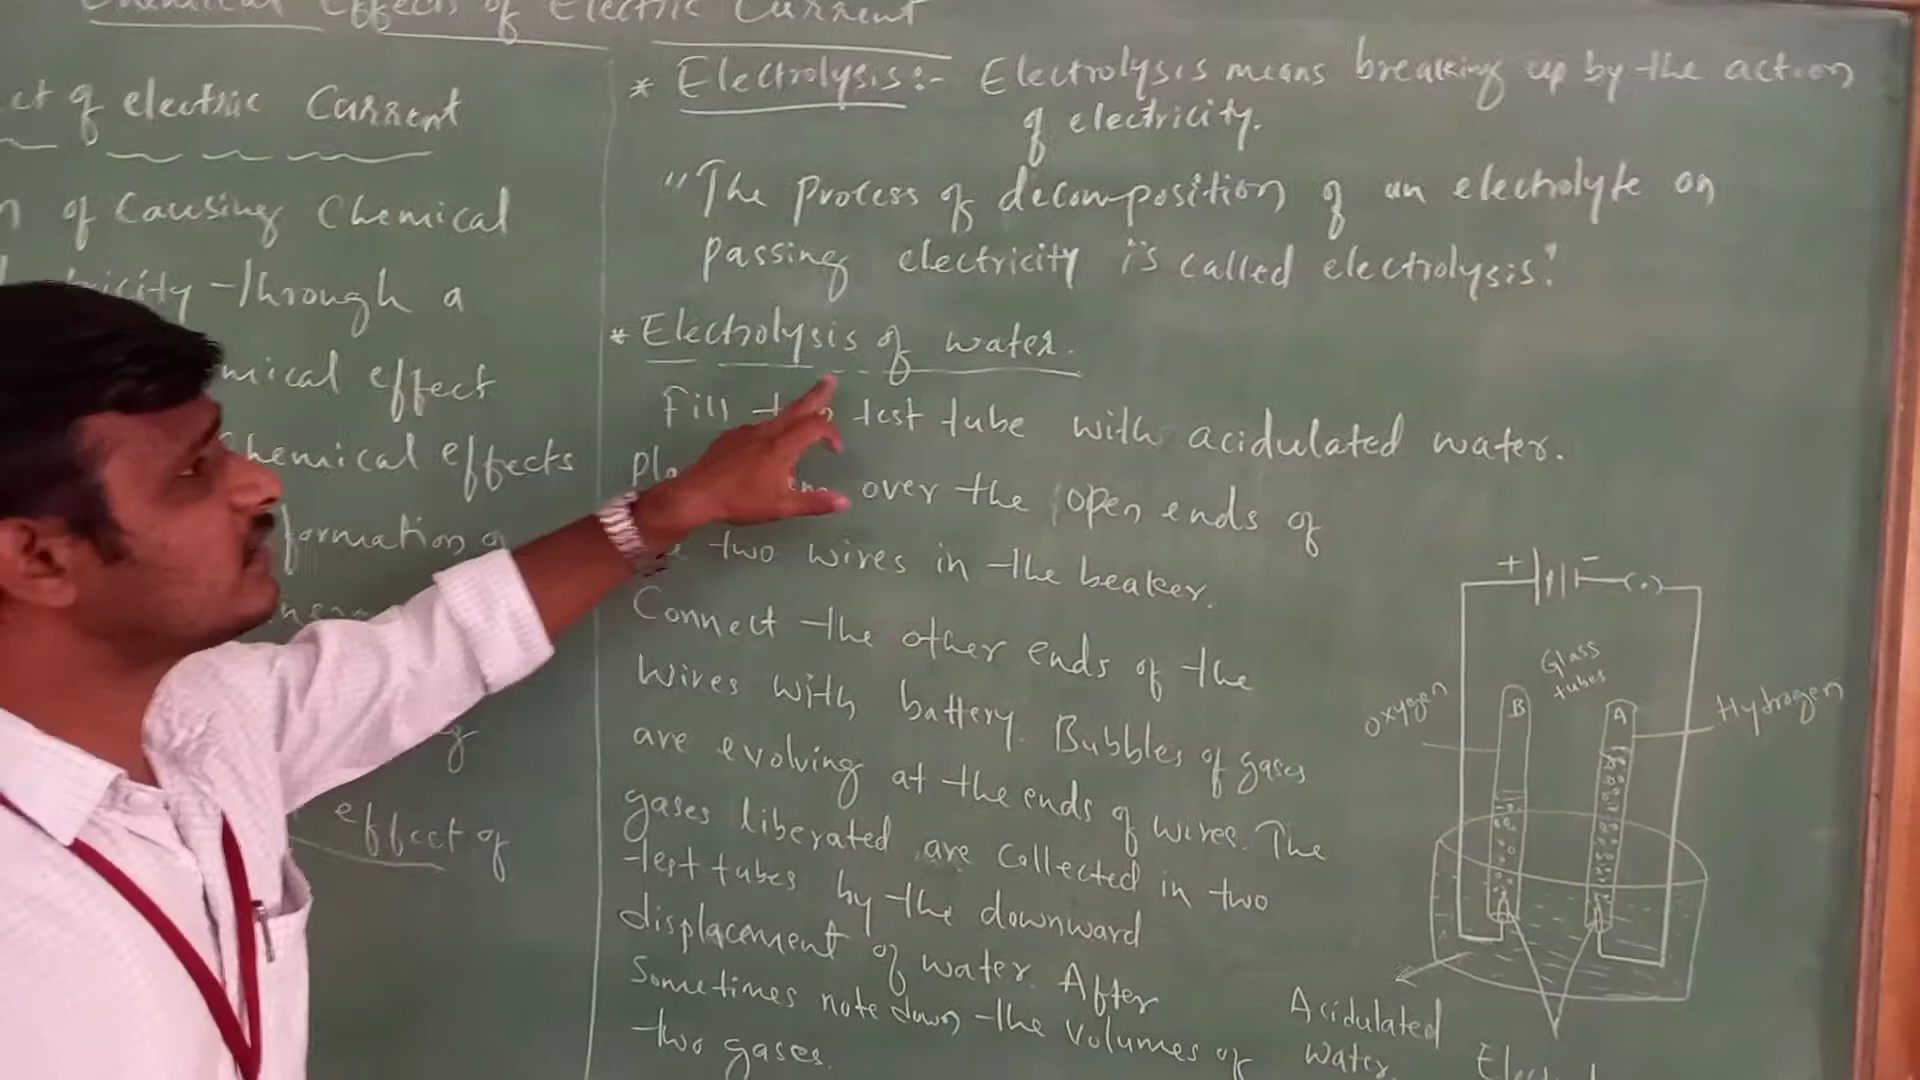 Chemical Effects of Electric Current
ct of electric Current
n of Causing Chemical
icity through a
mical effect
hemical effects
formation o
effect of
* Electrolysis:- Electrolysis means breaking up by the action
of electricity.
"The process of decomposition of an electrolyte on
passing electricity is called electrolysis."
* Electrolysis of water.
Fill test tube with acidulated water.
over the open ends of
two wires in the beaker.
Connect the other ends of the
wires with battery. Bubbles of gases
are evolving at the ends of wires. The
gases liberated are collected in two
test tubes by the downward
displacement of water. After
Sometimes note down the volumes of
two gases.
+ -
Glass
tubes
oxygen
B
A
Hydrogen
Acidulated
water.